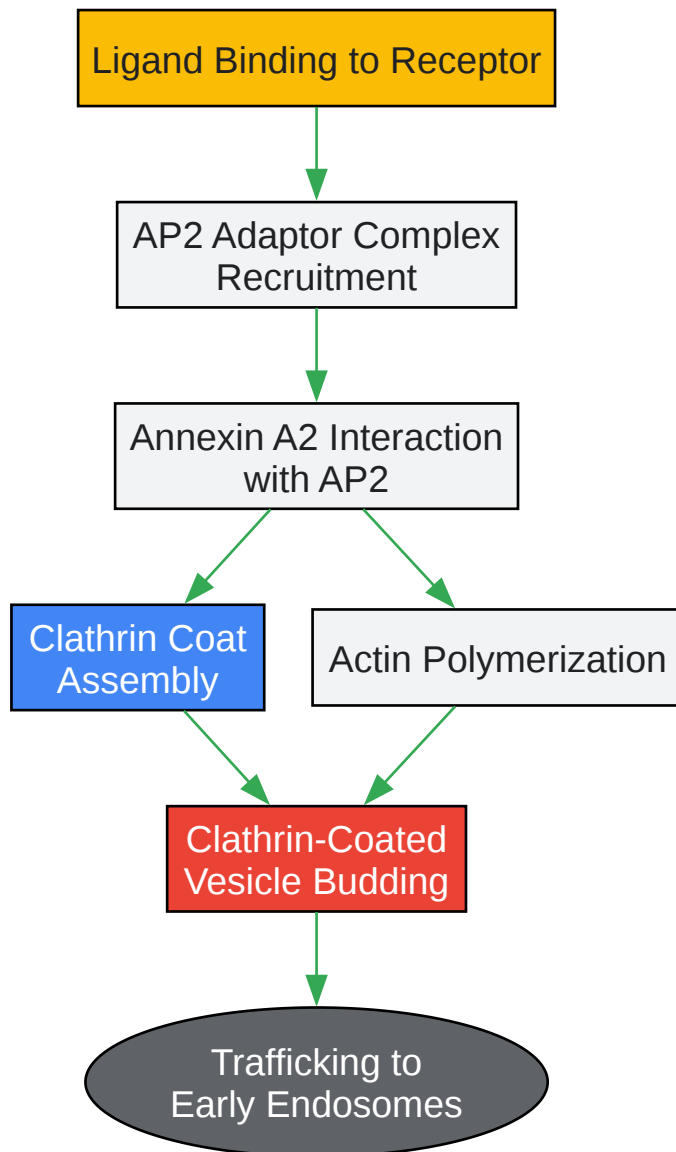 Ligand Binding to Receptor
AP2 Adaptor Complex
Recruitment
Annexin A2 Interaction
with AP2
Clathrin Coat
Assembly
Actin Polymerization
Clathrin-Coated
Vesicle Budding
Trafficking to
Early Endosomes